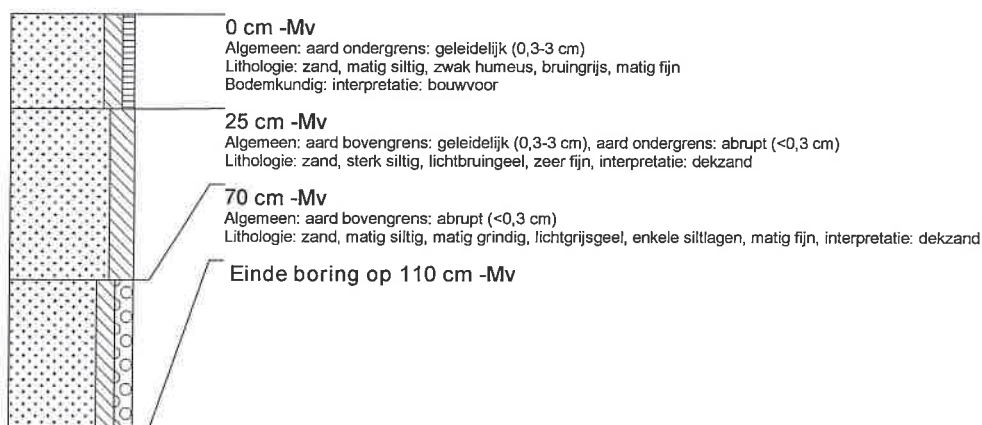 0 cm -Mv
Algemeen: aard ondergrens: geleidelijk (0,3-3 cm)
Lithologie: zand, matig siltig, zwak humeus, bruingrijs, matig fijn
Bodemkundig: interpretatie: bouwvoor
25 cm -Mv
Algemeen: aard bovengrens: geleidelijk (0,3-3 cm), aard ondergrens: abrupt (<0,3 cm)
Lithologie: zand, sterk siltig, lichtbruingeel, zeer fijn, interpretatie: dekzand
70 cm -Mv
Algemeen: aard bovengrens: abrupt (<0,3 cm)
Lithologie: zand, matig siltig, matig grindig, lichtgrijsgeel, enkele siltlagen, matig fijn, interpretatie: dekzand
Einde boring op 110 cm -Mv